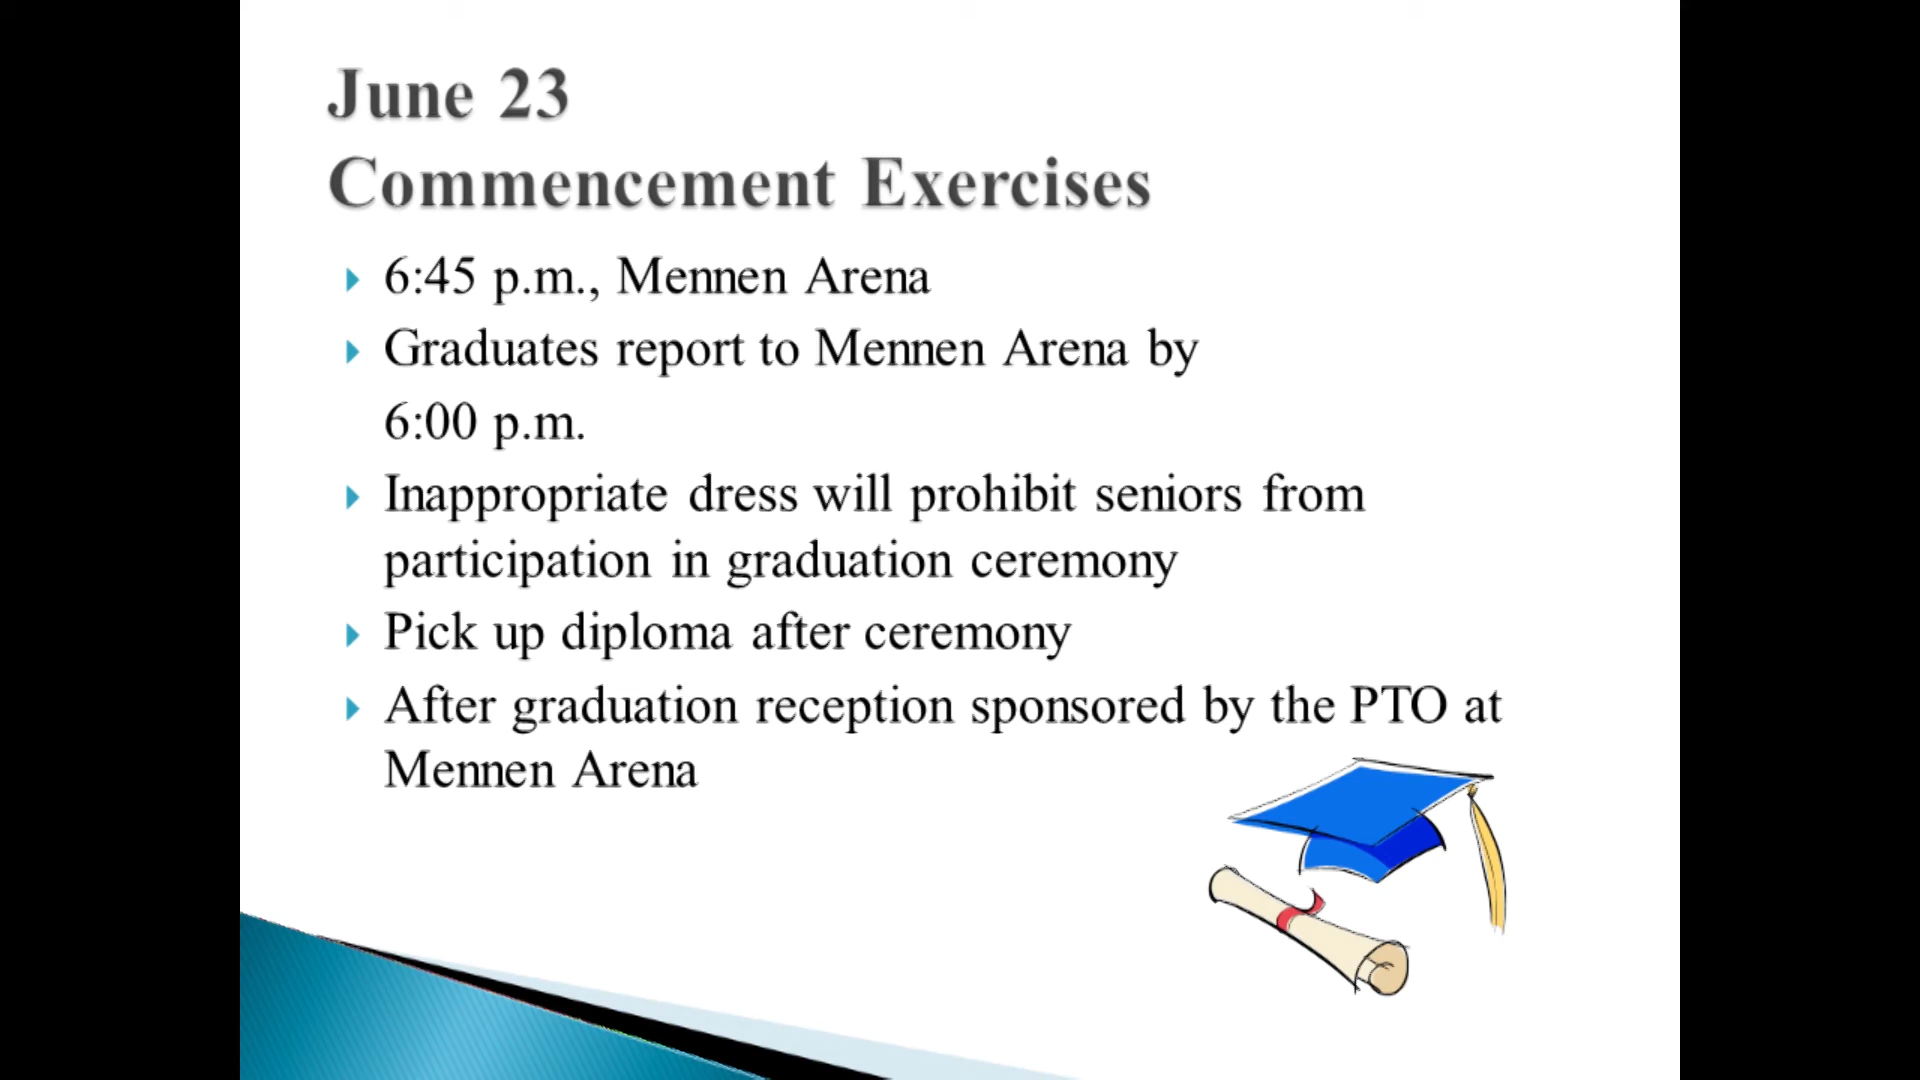 June 23
Commencement Exercises
6:45 p.m., Mennen Arena
Graduates report to Mennen Arena by
6:00 p.m.
Inappropriate dress will prohibit seniors from
participation in graduation ceremony
Pick up diploma after ceremony
After graduation reception sponsored by the PTO at
Mennen Arena